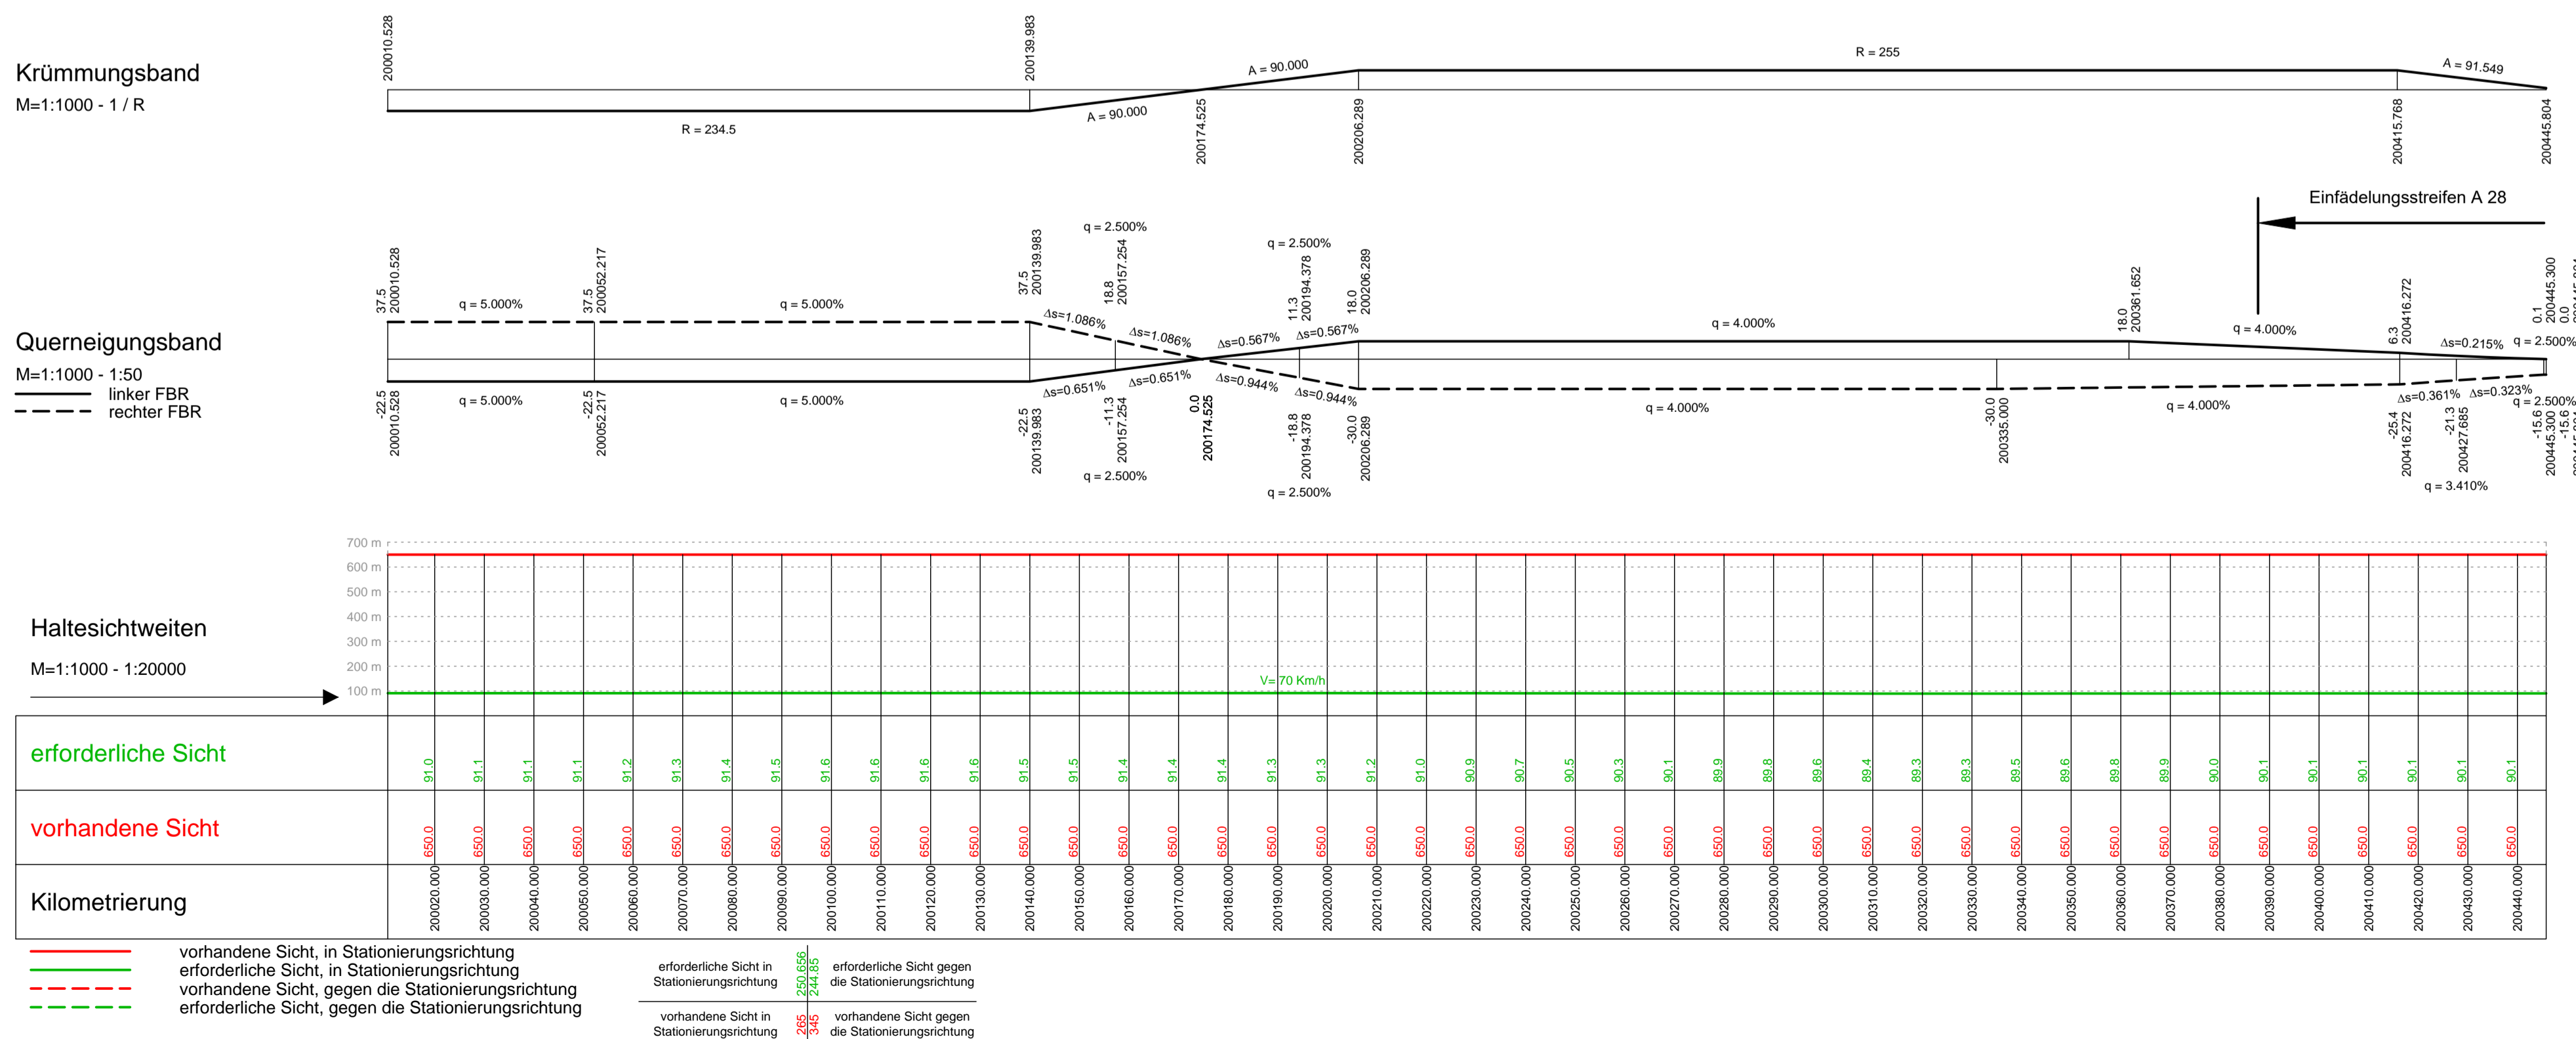 200010.528
200139.983
Krümmungsband
M=1:1000 - 1 / R
R = 234.5
A = 90.000
A = 90.000
R = 255
A = 91.549
200174.525
200206.289
200415.768
200445.804
Einfädelungsstreifen A 28
q = 2.500%
q = 2.500%
37.5
200010.528
37.5
200052.217
37.5
200139.983
18.8
200157.254
11.3
200194.378
18.0
200206.289
18.0
200361.652
6.3
200416.272
0.1
200445.300
0.0
q = 5.000%
q = 5.000%
Δs=1.086%
Δs=1.086%
Δs=0.567%
Δs=0.567%
q = 4.000%
q = 4.000%
Δs=0.215%
q = 2.500%
Querneigungsband
M=1:1000 - 1:50
linker FBR
rechter FBR
q = 5.000%
q = 5.000%
Δs=0.651%
Δs=0.651%
Δs=0.944%
Δs=0.944%
q = 4.000%
q = 4.000%
Δs=0.361%
Δs=0.323%
q = 2.500%
-22.5
200010.528
-22.5
200052.217
-22.5
200139.983
-11.3
200157.254
0.0
200174.525
-18.8
200194.378
-30.0
200206.289
-30.0
200335.000
-25.4
200416.272
-21.3
200427.685
-15.6
200445.300
-15.6
q = 2.500%
q = 2.500%
q = 3.410%
700 m
600 m
500 m
400 m
300 m
200 m
100 m
Haltesichtweiten
M=1:1000 - 1:20000
V= 70 Km/h
erforderliche Sicht
91.0 91.1 91.1 91.1 91.2 91.3 91.4 91.5 91.6 91.6 91.6 91.6 91.5 91.5 91.4 91.4 91.4 91.3 91.3 91.2 91.0 90.9 90.7 90.5 90.3 90.1 89.9 89.8 89.6 89.4 89.3 89.3 89.5 89.6 89.8 89.9 90.0 90.1 90.1 90.1 90.1 90.1 90.1
vorhandene Sicht
650.0 650.0 650.0 650.0 650.0 650.0 650.0 650.0 650.0 650.0 650.0 650.0 650.0 650.0 650.0 650.0 650.0 650.0 650.0 650.0 650.0 650.0 650.0 650.0 650.0 650.0 650.0 650.0 650.0 650.0 650.0 650.0 650.0 650.0 650.0 650.0 650.0 650.0 650.0 650.0 650.0 650.0 650.0
Kilometrierung
200020.000 200030.000 200040.000 200050.000 200060.000 200070.000 200080.000 200090.000 200100.000 200110.000 200120.000 200130.000 200140.000 200150.000 200160.000 200170.000 200180.000 200190.000 200200.000 200210.000 200220.000 200230.000 200240.000 200250.000 200260.000 200270.000 200280.000 200290.000 200300.000 200310.000 200320.000 200330.000 200340.000 200350.000 200360.000 200370.000 200380.000 200390.000 200400.000 200410.000 200420.000 200430.000 200440.000
vorhandene Sicht, in Stationierungsrichtung
erforderliche Sicht, in Stationierungsrichtung
vorhandene Sicht, gegen die Stationierungsrichtung
erforderliche Sicht, gegen die Stationierungsrichtung
erforderliche Sicht in
Stationierungsrichtung
250.656
244.85
erforderliche Sicht gegen
die Stationierungsrichtung
vorhandene Sicht in
Stationierungsrichtung
265
345
vorhandene Sicht gegen
die Stationierungsrichtung